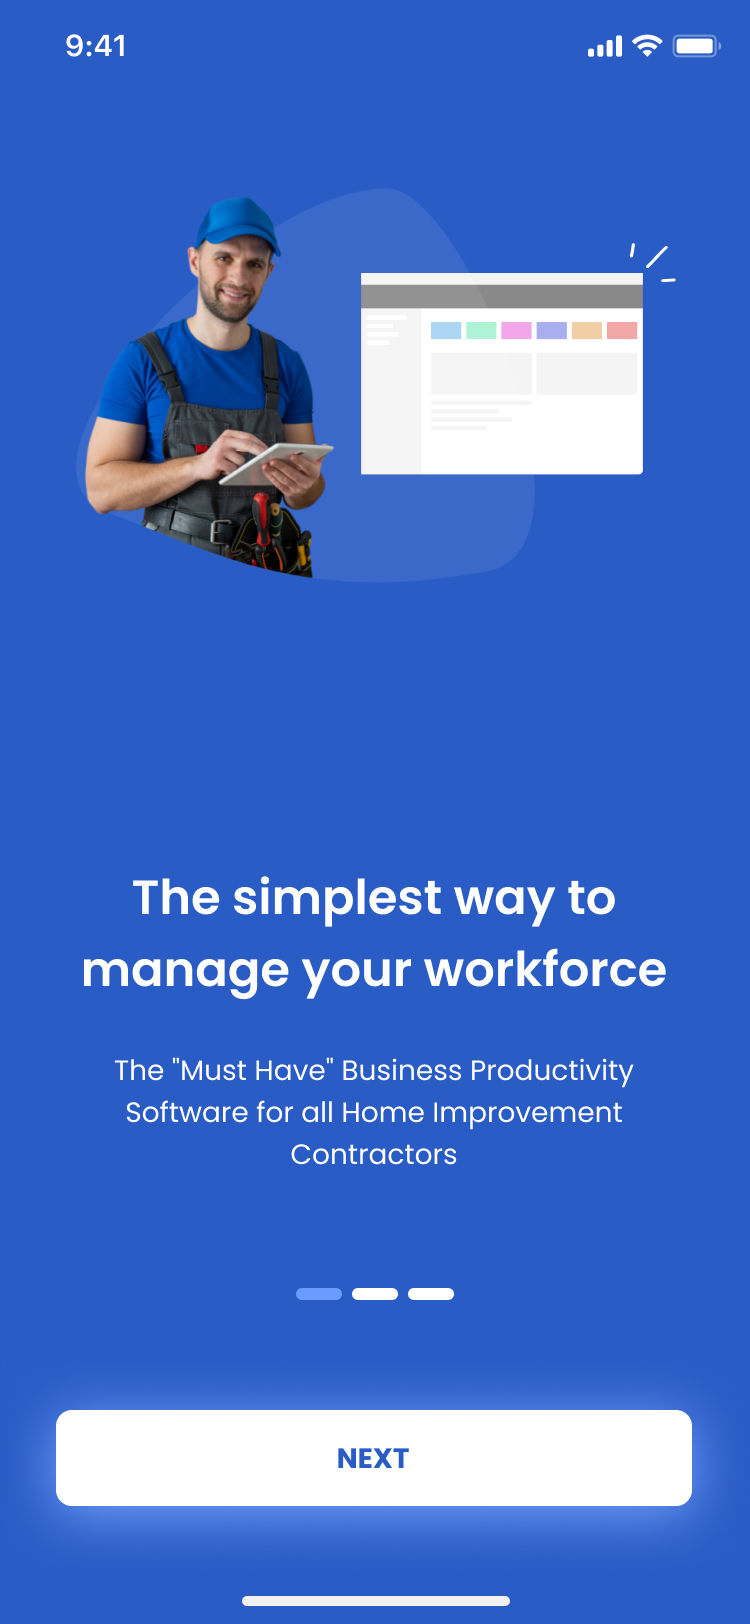 9:41
The simplest way to
manage your workforce
The "Must Have" Business Productivity
Software for all Home Improvement
Contractors
NEXT